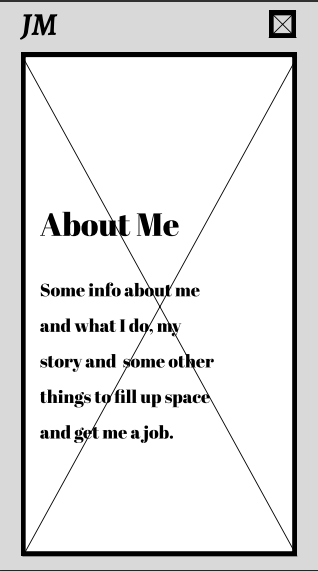 JM
About Me
Some info about me
and what I do, my
story and some other
things to fill up space
and get me a job.